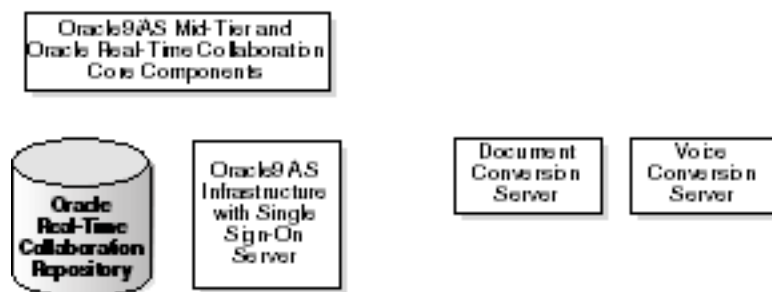 Oracle9iAS Mid-Tier and
Oracle Real-Time Collaboration
Core Components
Oracle
Real-Time
Collaboration
Repository
Oracle9iAS
Infrastructure
with Single
Sign-On
Server
Document
Conversion
Server
Voice
Conversion
Server